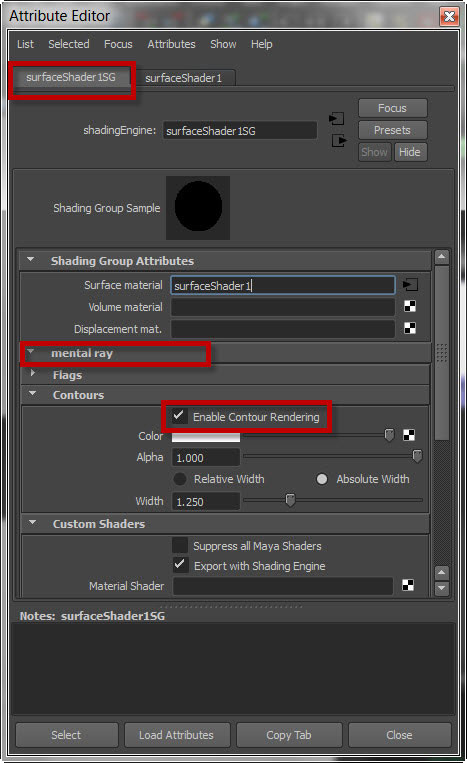 Attribute Editor
List Selected Focus Attributes Show Help
surfaceShader1SG surfaceShader1
Focus
shadingEngine: surfaceShader1SG Presets
Show Hide
Shading Group Sample
Shading Group Attributes
Surface material surfaceShader1
Volume material
Displacement mat.
mental ray
Flags
Contours
Enable Contour Rendering
Color
Alpha 1.000
Relative Width Absolute Width
Width 1.250
Custom Shaders
Suppress all Maya Shaders
Export with Shading Engine
Material Shader
Notes: surfaceShader1SG
Select Load Attributes Copy Tab Close